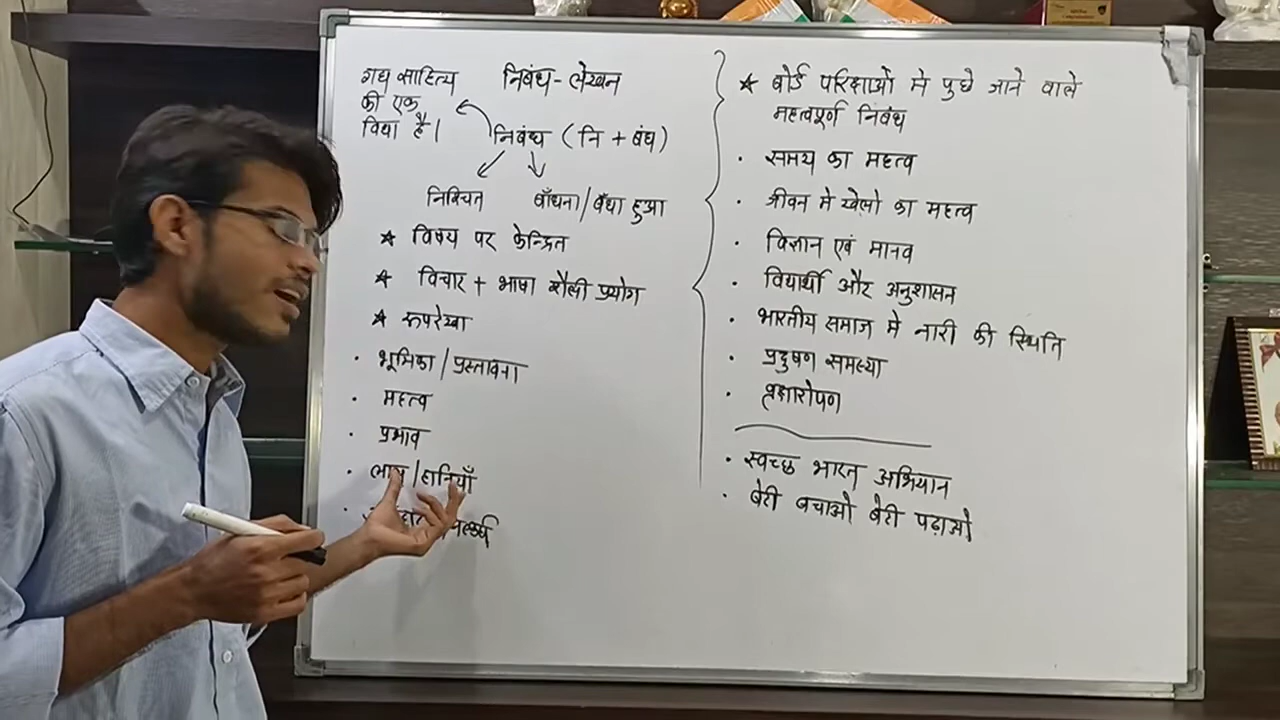 निबंध-लेखन
गद्य साहित्य
की एक
विद्या है।
निबंध (नि + बंध)
निश्चित बाँधना/बँधा हुआ
★ विषय पर केन्द्रित
★ विचार + भाषा शैली प्रयोग
★ रूपरेखा
· भूमिका/प्रस्तावना
· महत्व
· प्रभाव
· लाभ/हानियाँ
★ बोर्ड परिक्षाओ मे पुछे जाने वाले
महत्वपूर्ण निबंध
· समय का महत्व
· जीवन मे खेलो का महत्व
· विज्ञान एवं मानव
· विद्यार्थी और अनुशासन
· भारतीय समाज मे नारी की स्थिति
· प्रदुषण समस्या
· वृक्षारोपण
· स्वच्छ भारत अभियान
· बेटी बचाओ बेटी पढ़ाओ